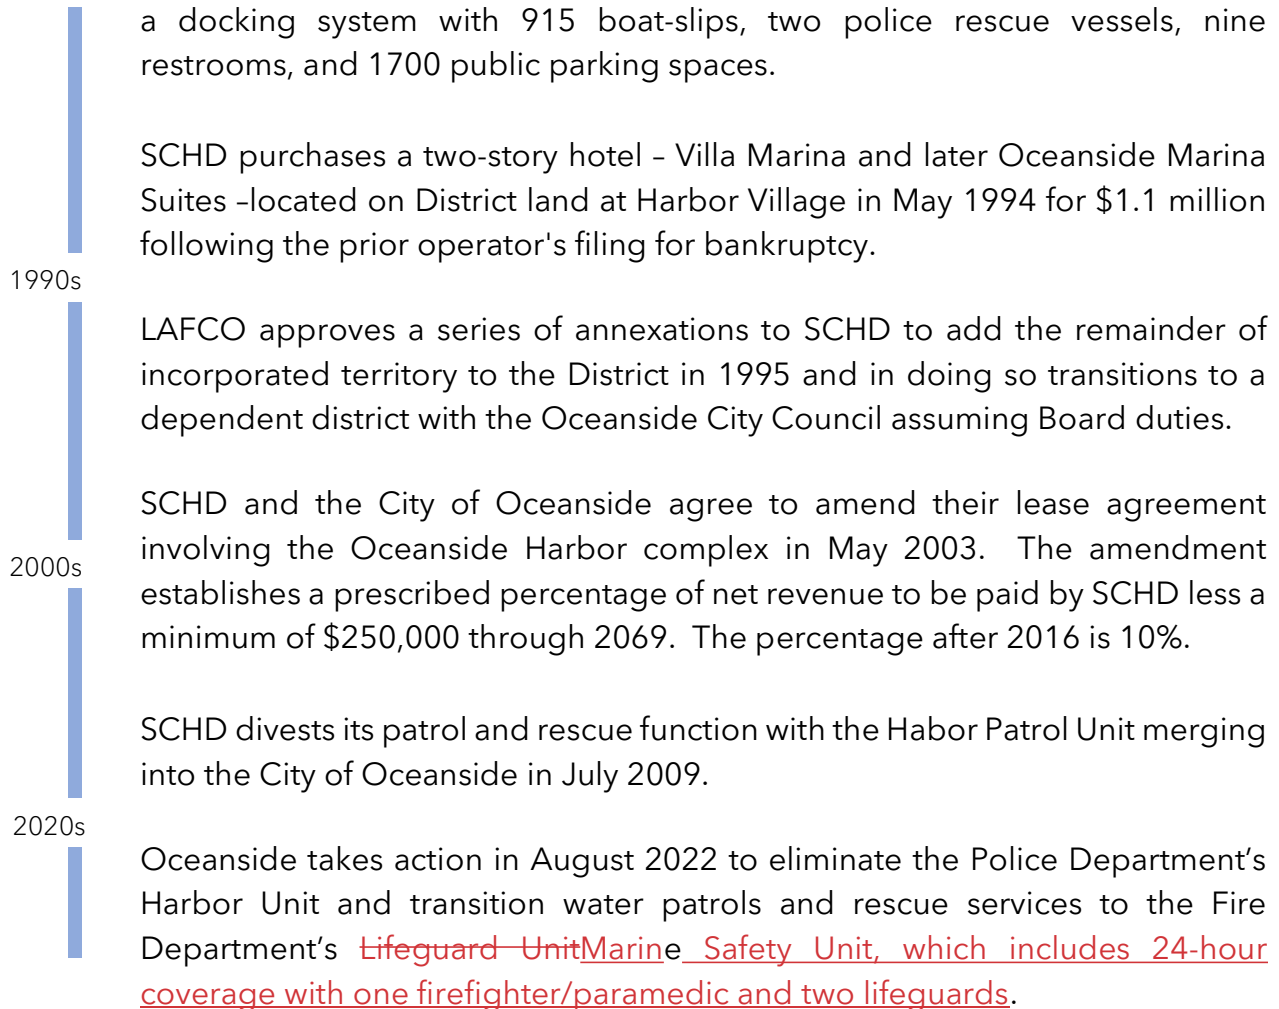 a docking system with 915 boat-slips, two police rescue vessels, nine
restrooms, and 1700 public parking spaces.
SCHD purchases a two-story hotel – Villa Marina and later Oceanside Marina
Suites –located on District land at Harbor Village in May 1994 for $1.1 million
following the prior operator's filing for bankruptcy.
1990s
LAFCO approves a series of annexations to SCHD to add the remainder of
incorporated territory to the District in 1995 and in doing so transitions to a
dependent district with the Oceanside City Council assuming Board duties.
SCHD and the City of Oceanside agree to amend their lease agreement
involving the Oceanside Harbor complex in May 2003. The amendment
2000s
establishes a prescribed percentage of net revenue to be paid by SCHD less a
minimum of $250,000 through 2069. The percentage after 2016 is 10%.
SCHD divests its patrol and rescue function with the Habor Patrol Unit merging
into the City of Oceanside in July 2009.
2020s
Oceanside takes action in August 2022 to eliminate the Police Department’s
Harbor Unit and transition water patrols and rescue services to the Fire
Department’s Lifeguard UnitMarine Safety Unit, which includes 24-hour
coverage with one firefighter/paramedic and two lifeguards.